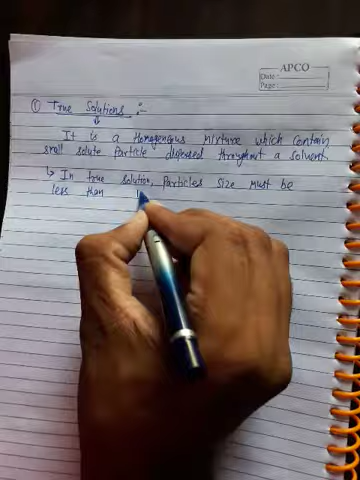 APCO
Date :
Page :
① True Solutions :-
It is a Homogenous mixture which contain
small solute particle dispersed throughout a solvent
↳ In true solution, Particles Size must be
less than